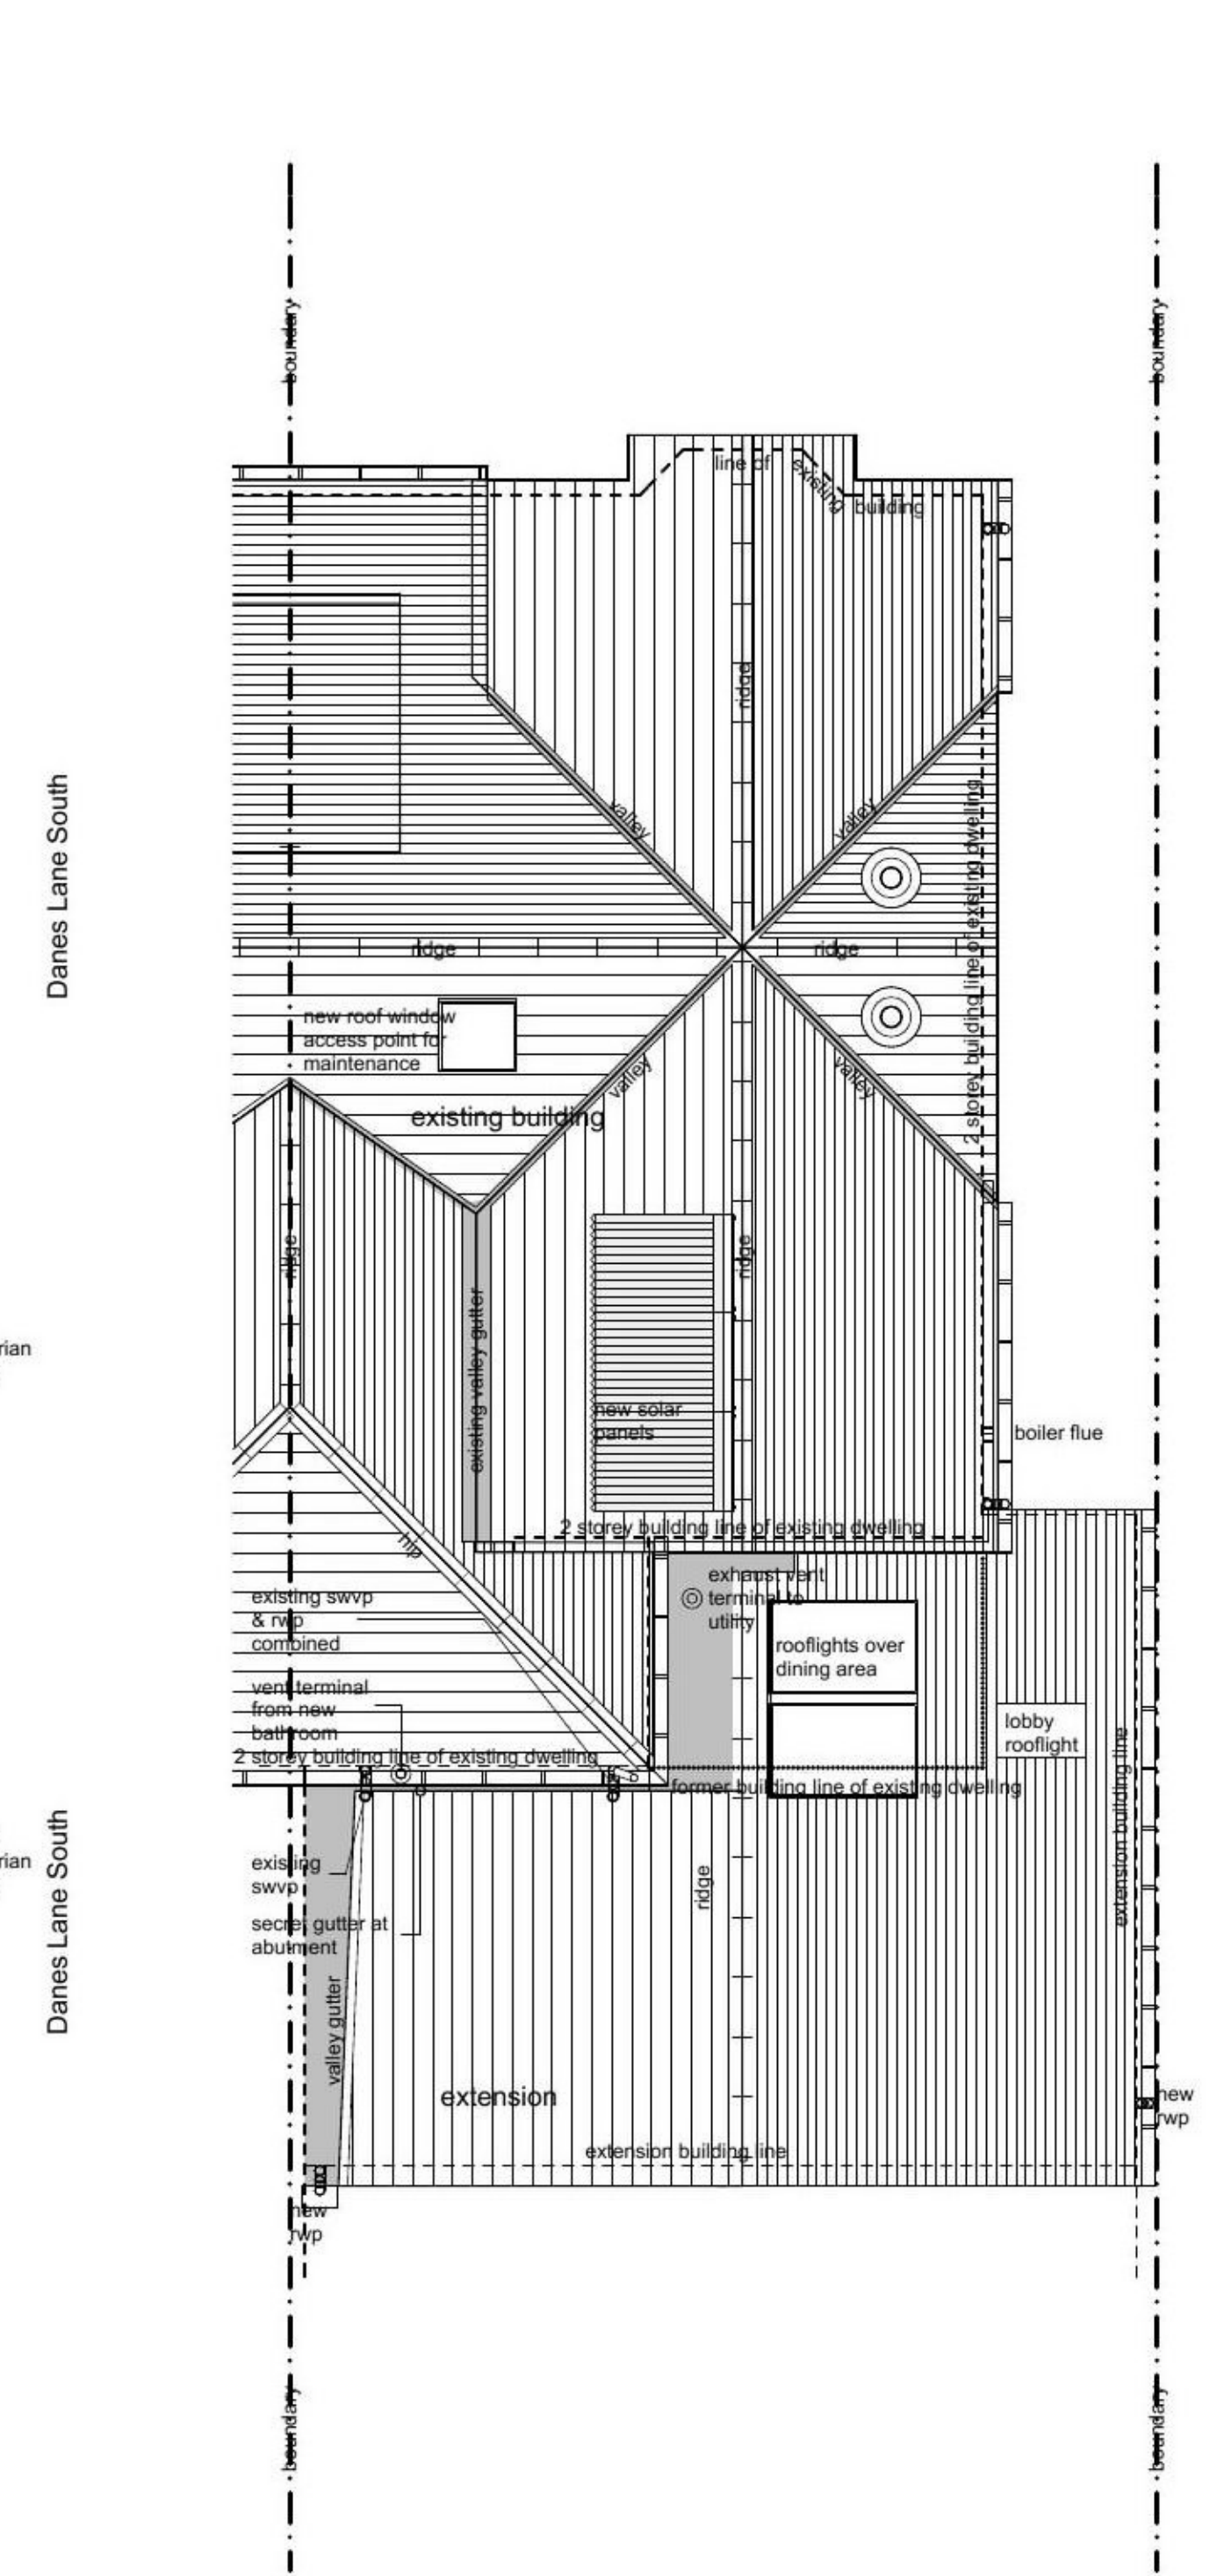 boundary
boundary
line of
existing
building
ridge
Danes Lane South
valley
valley
2 storey building line of existing dwelling
ridge
ridge
new roof window
access point for
maintenance
valley
valley
existing building
ridge
ridge
existing valley gutter
rian
new solar
panels
boiler flue
2 storey building line of existing dwelling
hip
exhaust vent
terminal to
utility
existing swvp
& rwp
combined
rooflights over
dining area
vent terminal
from new
bathroom
lobby
rooflight
2 storey building line of existing dwelling
former building line of existing dwelling
extension building line
rian
Danes Lane South
existing
swvp
ridge
secret gutter at
abutment
valley gutter
extension
new
rwp
extension building line
new
rwp
boundary
boundary